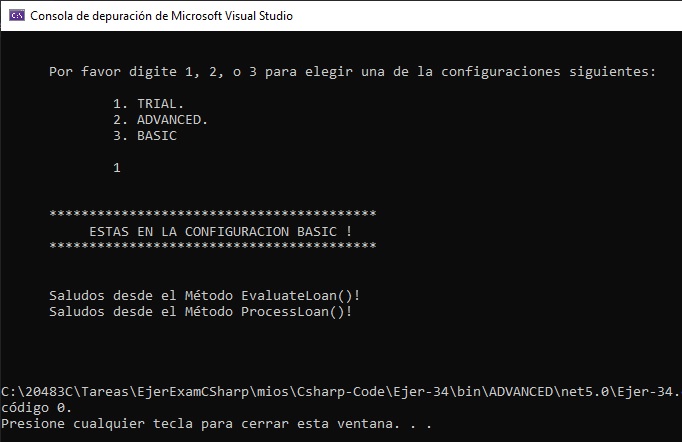 C:\ Consola de depuración de Microsoft Visual Studio
Por favor digite 1, 2, o 3 para elegir una de la configuraciones siguientes:
1. TRIAL.
2. ADVANCED.
3. BASIC
1
*****************************************
ESTAS EN LA CONFIGURACION BASIC !
*****************************************
Saludos desde el Método EvaluateLoan()!
Saludos desde el Método ProcessLoan()!
C:\20483C\Tareas\EjerExamCSharp\mios\Csharp-Code\Ejer-34\bin\ADVANCED\net5.0\Ejer-34.
código 0.
Presione cualquier tecla para cerrar esta ventana. . .